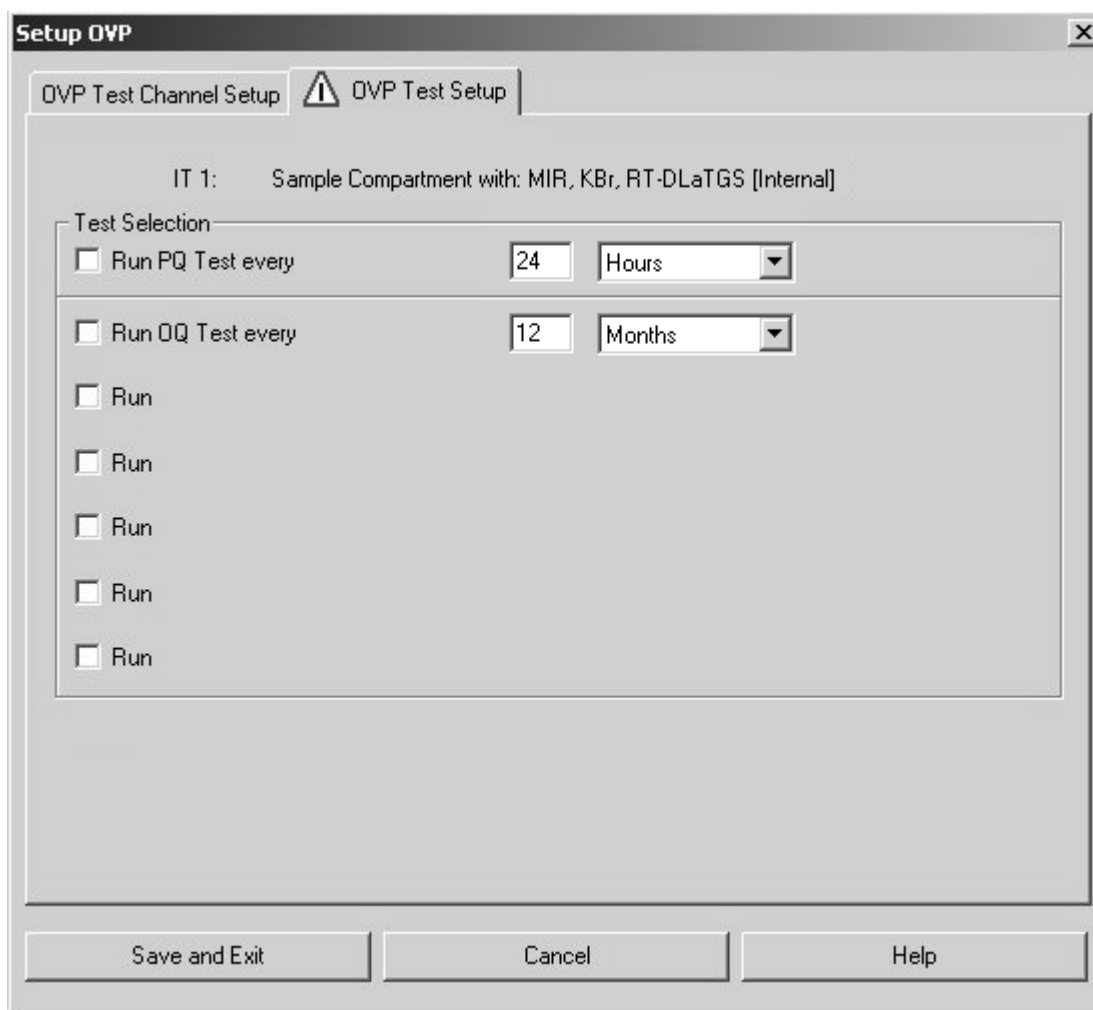 Setup OVP
OVP Test Channel Setup OVP Test Setup
IT 1: Sample Compartment with: MIR, KBr, RT-DLaTGS [Internal]
Test Selection
Run PQ Test every 24 Hours
Run OQ Test every 12 Months
Run
Run
Run
Run
Run
Save and Exit Cancel Help